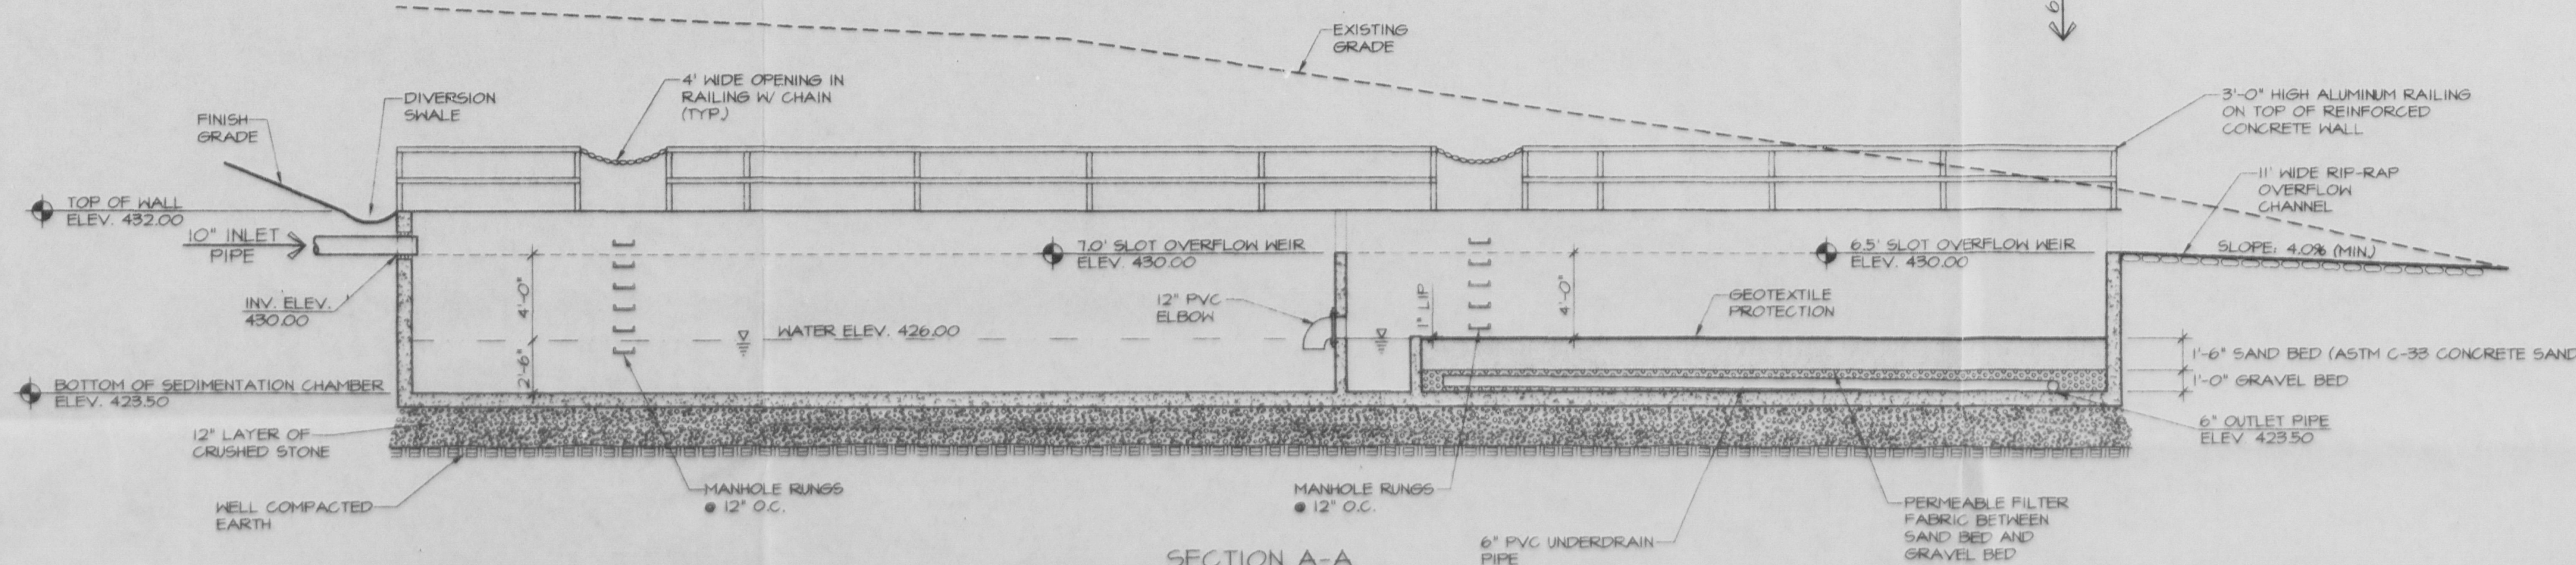 EXISTING
GRADE
6
4' WIDE OPENING IN
RAILING W/ CHAIN
(TYP.)
DIVERSION
SWALE
FINISH
GRADE
3'-0" HIGH ALUMINUM RAILING
ON TOP OF REINFORCED
CONCRETE WALL
11' WIDE RIP-RAP
OVERFLOW
CHANNEL
TOP OF WALL
ELEV. 432.00
10" INLET
PIPE
7.0' SLOT OVERFLOW WEIR
ELEV. 430.00
6.5' SLOT OVERFLOW WEIR
ELEV. 430.00
SLOPE: 4.0% (MIN.)
INV. ELEV.
430.00
4'-0"
12" PVC
ELBOW
1" LIP
4'-0"
GEOTEXTILE
PROTECTION
WATER ELEV. 426.00
2'-6"
1'-6" SAND BED (ASTM C-33 CONCRETE SAND
1'-0" GRAVEL BED
BOTTOM OF SEDIMENTATION CHAMBER
ELEV. 423.50
6" OUTLET PIPE
ELEV 423.50
12" LAYER OF
CRUSHED STONE
MANHOLE RUNGS
@ 12" O.C.
MANHOLE RUNGS
@ 12" O.C.
WELL COMPACTED
EARTH
PERMEABLE FILTER
FABRIC BETWEEN
SAND BED AND
GRAVEL BED
6" PVC UNDERDRAIN
PIPE
SECTION A-A